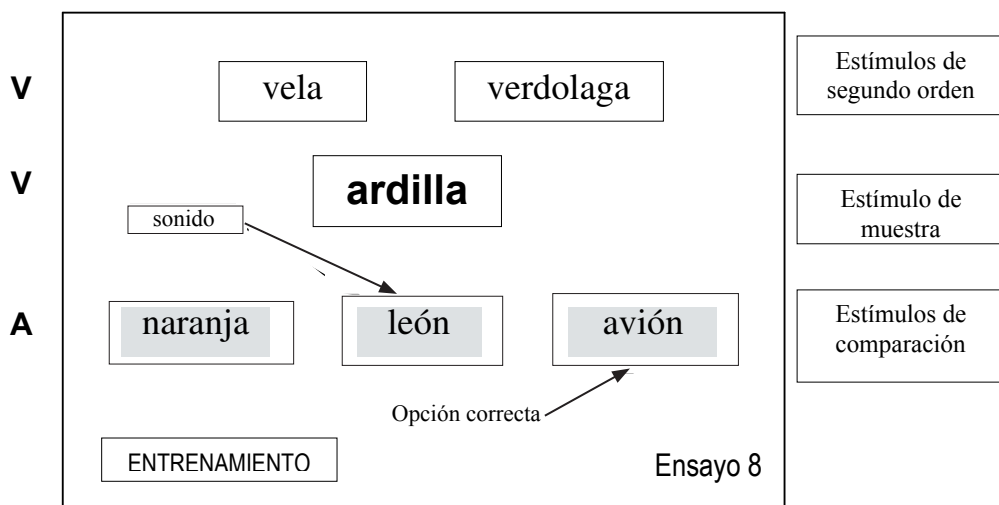 V
vela
verdolaga
Estímulos de
segundo orden
V
ardilla
sonido
Estímulo de
muestra
A
naranja
león
avión
Estímulos de
comparación
Opción correcta
ENTRENAMIENTO
Ensayo 8